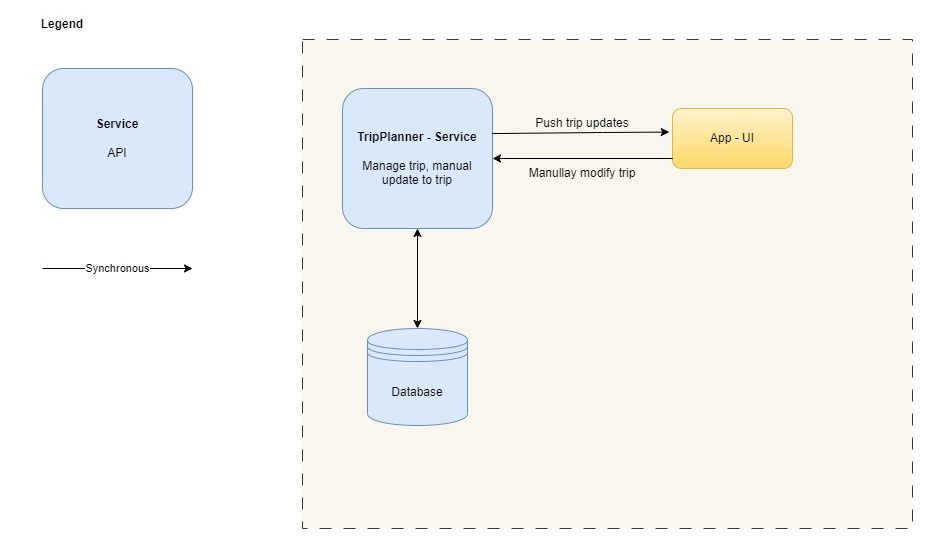 Legend
Service
API
Synchronous
TripPlanner - Service
Manage trip, manual
update to trip
Push trip updates
Manullay modify trip
App - UI
Database